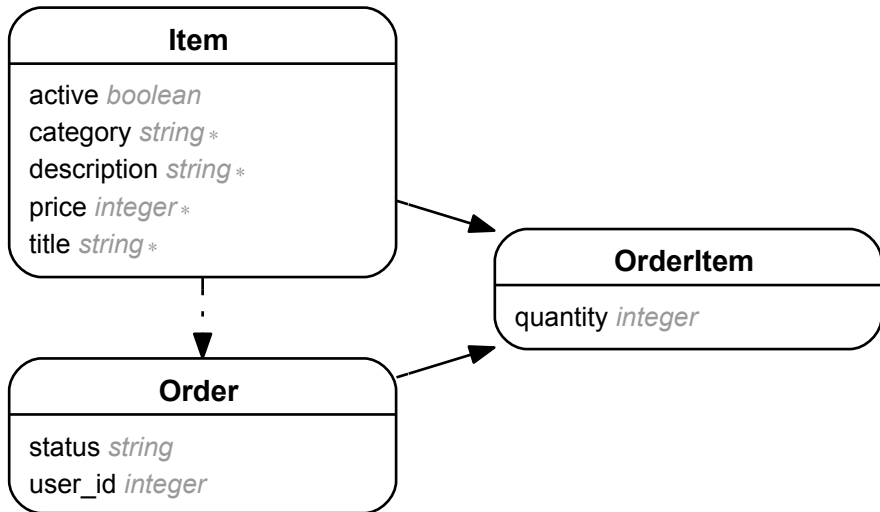 Item
active boolean
category string *
description string *
price integer *
title string *
OrderItem
quantity integer
Order
status string
user_id integer